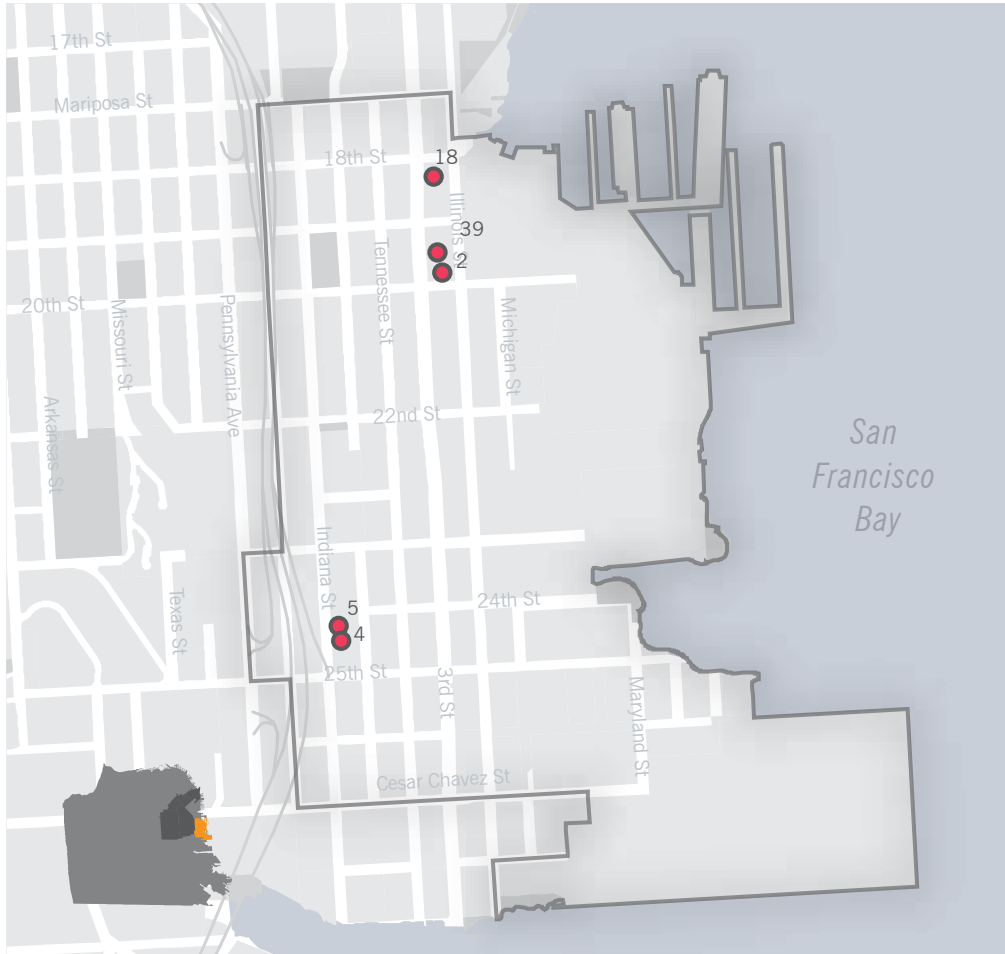 17th St
Mariposa St
18th St
18
Illinois St
39
2
Tennessee St
20th St
Missouri St
Pennsylvania Ave
Michigan St
Arkansas St
22nd St
San
Francisco
Bay
Indiana St
Texas St
5
4
24th St
25th St
3rd St
Maryland St
Cesar Chavez St